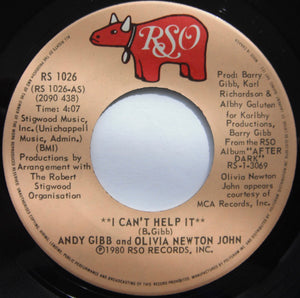 RSO
RS 1026
(RS 1026-AS)
(2090 438)
Time: 4:07
Stigwood Music,
Inc.(Unichappell
Music, Admin.)
(BMI)
Productions by
Arrangement with
The Robert
Stigwood
Organisation
Prod: Barry
Gibb, Karl
Richardson &
Albhy Galuten
for Karlbhy
Productions,
Barry Gibb
From the RSO
Album "AFTER
DARK"
RS-1-3069
Olivia Newton
John appears
courtesy of
MCA Records, Inc.
**I CAN'T HELP IT**
(B.Gibb)
ANDY GIBB and OLIVIA NEWTON JOHN
©1980 RSO RECORDS, INC.